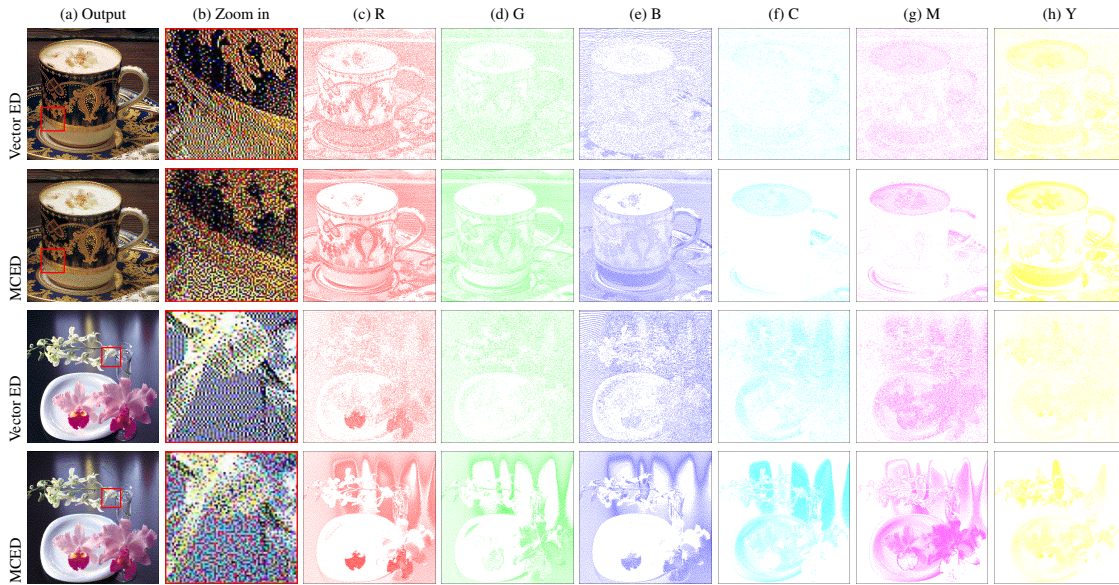 (a) Output (b) Zoom in (c) R (d) G (e) B (f) C (g) M (h) Y
Vector ED
MCED
Vector ED
MCED